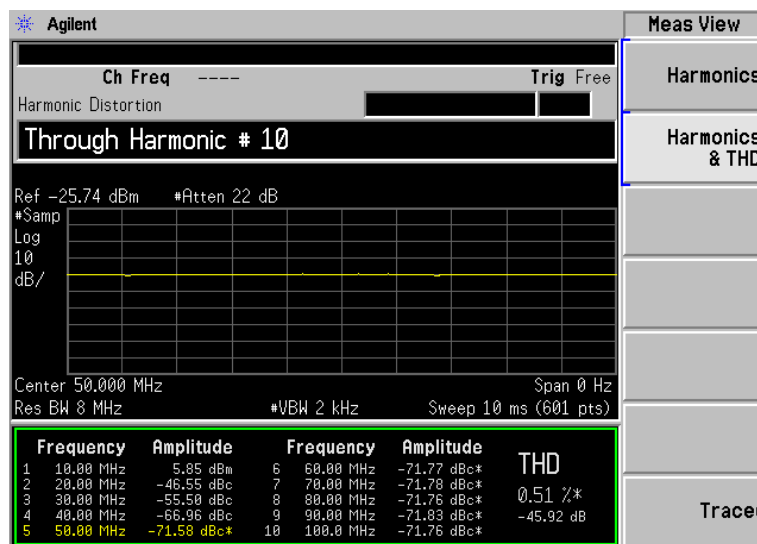 Agilent
Meas View
Ch Freq ----
Trig Free
Harmonic Distortion
Through Harmonic # 10
Ref -25.74 dBm #Atten 22 dB
#Samp
Log
10
dB/
Center 50.000 MHz Span 0 Hz
Res BW 8 MHz #VBW 2 kHz Sweep 10 ms (601 pts)
Frequency Amplitude Frequency Amplitude
1 10.00 MHz 5.85 dBm 6 60.00 MHz -71.77 dBc*
2 20.00 MHz -46.55 dBc 7 70.00 MHz -71.78 dBc*
3 30.00 MHz -55.50 dBc 8 80.00 MHz -71.76 dBc*
4 40.00 MHz -66.96 dBc 9 90.00 MHz -71.83 dBc*
5 50.00 MHz -71.58 dBc* 10 100.0 MHz -71.76 dBc*
THD
0.51 %*
-45.92 dB
Harmonics
Harmonics
& THD
Trace